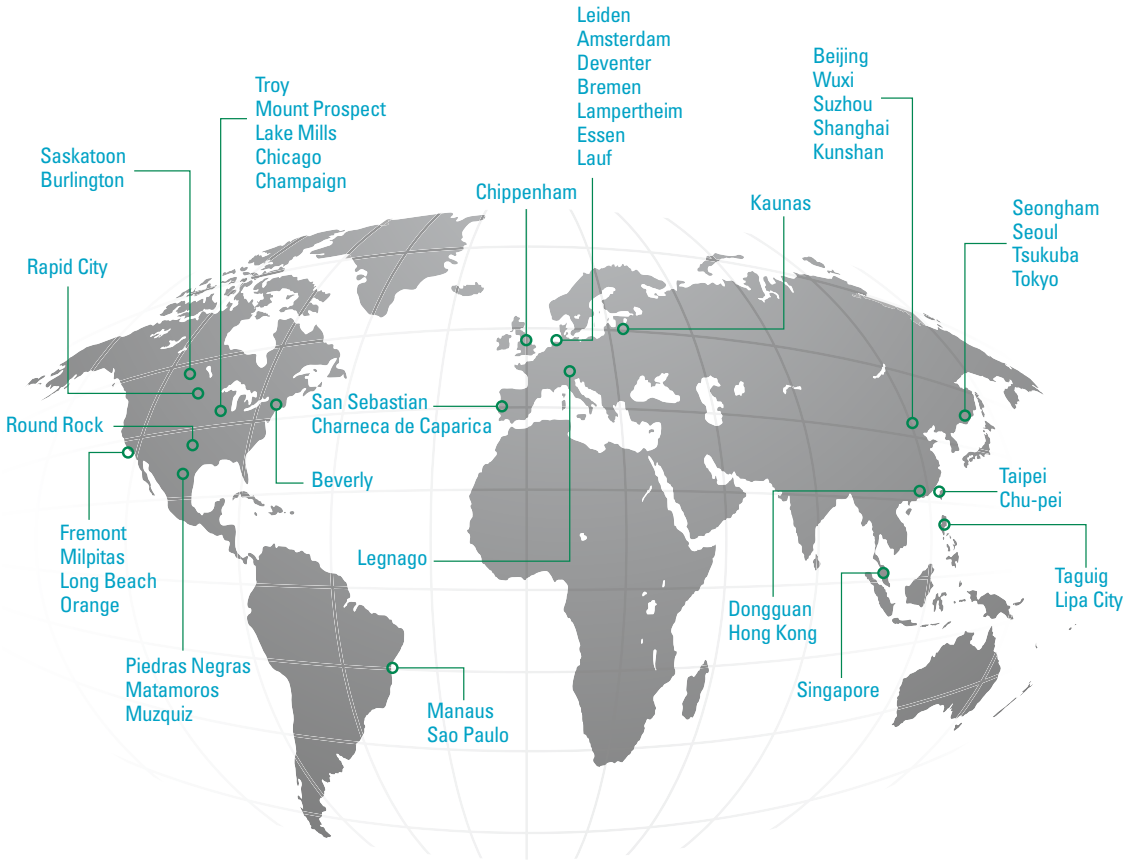 Leiden
Amsterdam
Deventer
Bremen
Lampertheim
Essen
Lauf
Beijing
Wuxi
Suzhou
Shanghai
Kunshan
Troy
Mount Prospect
Lake Mills
Chicago
Champaign
Saskatoon
Burlington
Chippenham
Kaunas
Seongham
Seoul
Tsukuba
Tokyo
Rapid City
San Sebastian
Charneca de Caparica
Round Rock
Beverly
Taipei
Chu-pei
Fremont
Milpitas
Long Beach
Orange
Legnago
Taguig
Lipa City
Dongguan
Hong Kong
Piedras Negras
Matamoros
Muzquiz
Singapore
Manaus
Sao Paulo